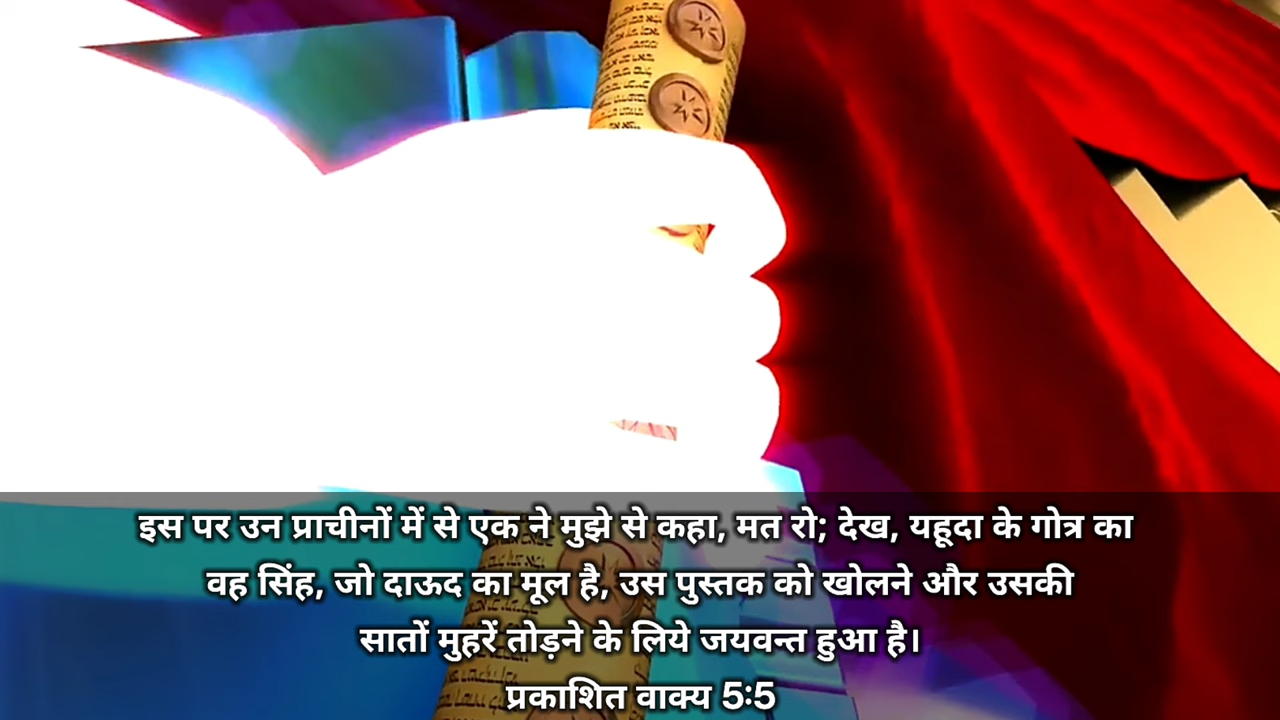 इस पर उन प्राचीनों में से एक ने मुझे से कहा, मत रो; देख, यहूदा के गोत्र का
वह सिंह, जो दाऊद का मूल है, उस पुस्तक को खोलने और उसकी
सातों मुहरें तोड़ने के लिये जयवन्त हुआ है।
प्रकाशित वाक्य 5:5